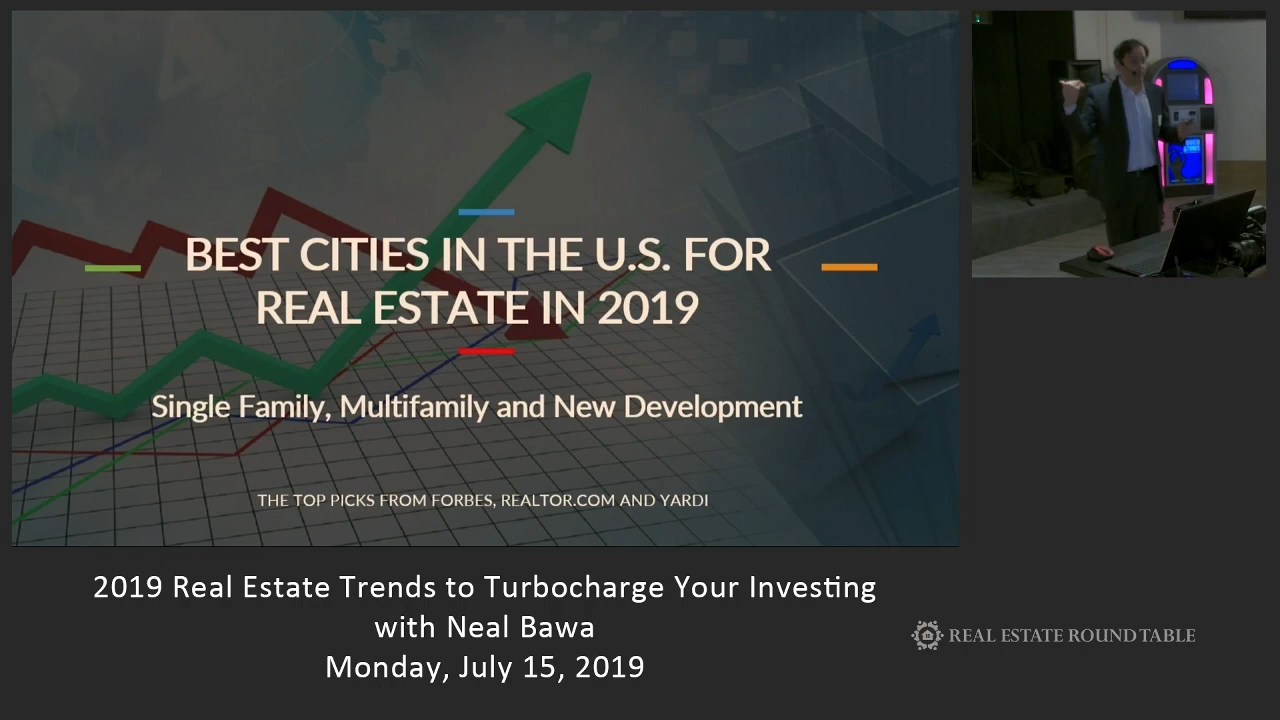 BEST CITIES IN THE U.S. FOR
REAL ESTATE IN 2019
Single Family, Multifamily and New Development
THE TOP PICKS FROM FORBES, REALTOR.COM AND YARDI
2019 Real Estate Trends to Turbocharge Your Investing
with Neal Bawa
Monday, July 15, 2019
REAL ESTATE ROUND TABLE